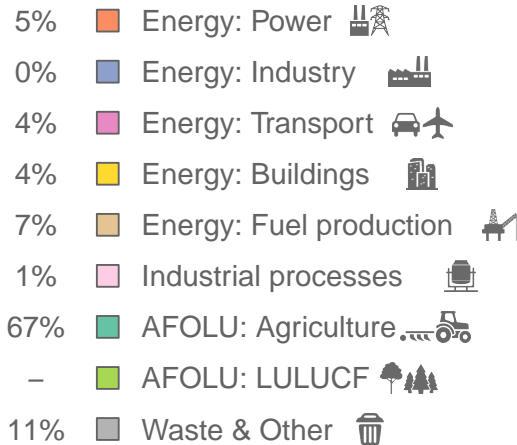 5% Energy: Power
0% Energy: Industry
4% Energy: Transport
4% Energy: Buildings
7% Energy: Fuel production
1% Industrial processes
67% AFOLU: Agriculture
– AFOLU: LULUCF
11% Waste & Other